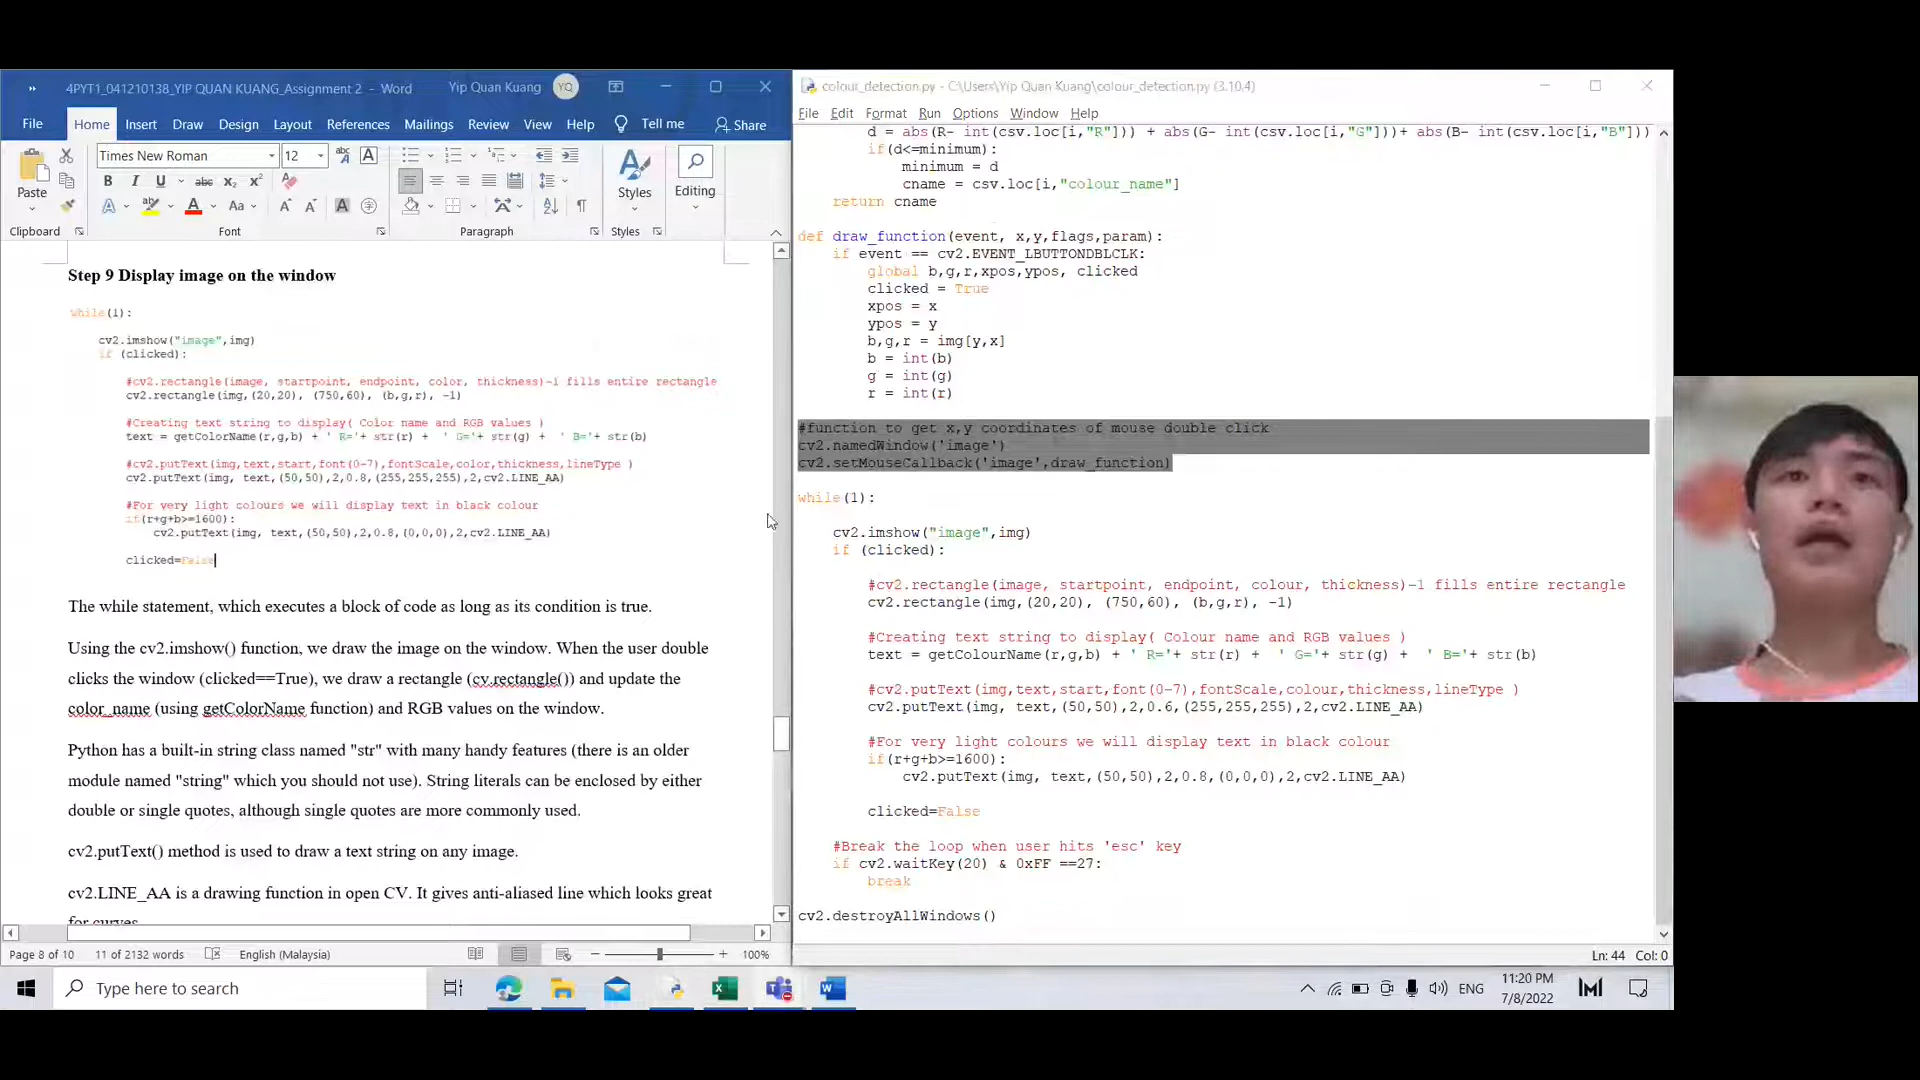 4PYT1_041210138_YIP QUAN KUANG_Assignment 2 - Word
Yip Quan Kuang
YQ
File
Home
Insert
Draw
Design
Layout
References
Mailings
Review
View
Help
Tell me
Share
Times New Roman
12
Paste
Styles
Editing
Clipboard
Font
Paragraph
Styles
Step 9 Display image on the window
while(1):
cv2.imshow("image",img)
if (clicked):
#cv2.rectangle(image, startpoint, endpoint, color, thickness)-1 fills entire rectangle
cv2.rectangle(img,(20,20), (750,60), (b,g,r), -1)
#Creating text string to display( Color name and RGB values )
text = getColorName(r,g,b) + ' R='+ str(r) +  ' G='+ str(g) +  ' B='+ str(b)
#cv2.putText(img,text,start,font(0-7),fontScale,color,thickness,lineType )
cv2.putText(img, text,(50,50),2,0.8,(255,255,255),2,cv2.LINE_AA)
#For very light colours we will display text in black colour
if(r+g+b>=1600):
cv2.putText(img, text,(50,50),2,0.8,(0,0,0),2,cv2.LINE_AA)
clicked=False
The while statement, which executes a block of code as long as its condition is true.
Using the cv2.imshow() function, we draw the image on the window. When the user double
clicks the window (clicked==True), we draw a rectangle (cv.rectangle()) and update the
color_name (using getColorName function) and RGB values on the window.
Python has a built-in string class named "str" with many handy features (there is an older
module named "string" which you should not use). String literals can be enclosed by either
double or single quotes, although single quotes are more commonly used.
cv2.putText() method is used to draw a text string on any image.
cv2.LINE_AA is a drawing function in open CV. It gives anti-aliased line which looks great
for curves
Page 8 of 10
11 of 2132 words
English (Malaysia)
100%
colour_detection.py - C:\Users\Yip Quan Kuang\colour_detection.py (3.10.4)
File Edit Format Run Options Window Help
d = abs(R- int(csv.loc[i,"R"])) + abs(G- int(csv.loc[i,"G"]))+ abs(B- int(csv.loc[i,"B"]))
if(d<=minimum):
minimum = d
cname = csv.loc[i,"colour_name"]
return cname
def draw_function(event, x,y,flags,param):
if event == cv2.EVENT_LBUTTONDBLCLK:
global b,g,r,xpos,ypos, clicked
clicked = True
xpos = x
ypos = y
b,g,r = img[y,x]
b = int(b)
g = int(g)
r = int(r)
#function to get x,y coordinates of mouse double click
cv2.namedWindow('image')
cv2.setMouseCallback('image',draw_function)
while(1):
cv2.imshow("image",img)
if (clicked):
#cv2.rectangle(image, startpoint, endpoint, colour, thickness)-1 fills entire rectangle
cv2.rectangle(img,(20,20), (750,60), (b,g,r), -1)
#Creating text string to display( Colour name and RGB values )
text = getColourName(r,g,b) + ' R='+ str(r) +  ' G='+ str(g) +  ' B='+ str(b)
#cv2.putText(img,text,start,font(0-7),fontScale,colour,thickness,lineType )
cv2.putText(img, text,(50,50),2,0.6,(255,255,255),2,cv2.LINE_AA)
#For very light colours we will display text in black colour
if(r+g+b>=1600):
cv2.putText(img, text,(50,50),2,0.8,(0,0,0),2,cv2.LINE_AA)
clicked=False
#Break the loop when user hits 'esc' key
if cv2.waitKey(20) & 0xFF ==27:
break
cv2.destroyAllWindows()
Ln: 44 Col: 0
Type here to search
ENG
11:20 PM
7/8/2022